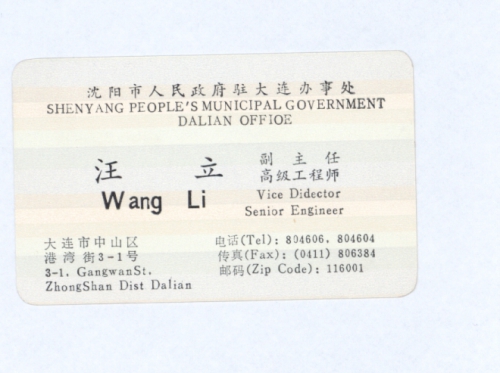 沈阳市人民政府驻大连办事处
SHENYANG PEOPLE'S MUNICIPAL GOVERNMENT
DALIAN OFFIOE
汪 立
Wang Li
副 主 任
高级工程师
Vice Didector
Senior Engineer
大连市中山区
港湾街3-1号
3-1. GangwanSt.
ZhongShan Dist Dalian
电话(Tel): 804606. 804604
传真(Fax): (0411) 806384
邮码(Zip Code): 116001